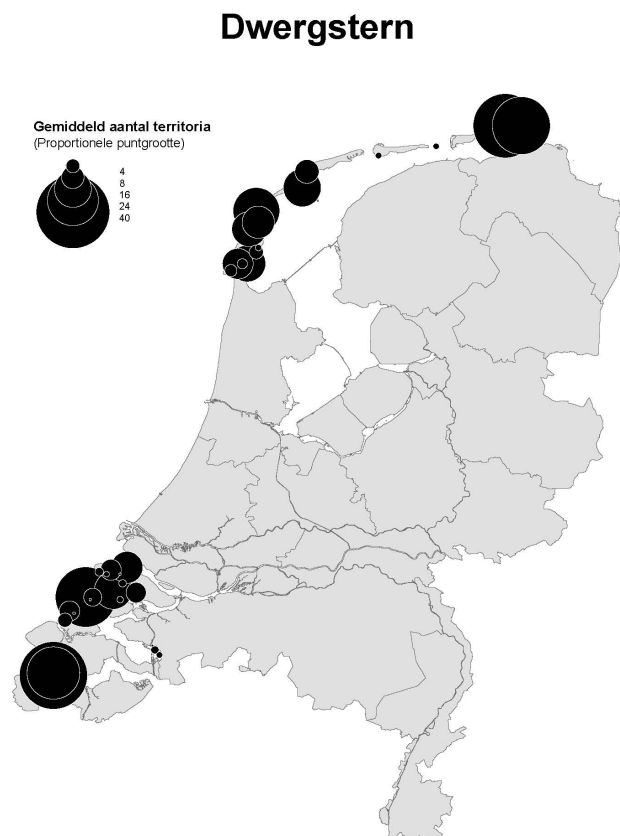 Dwergstern
Gemiddeld aantal territoria
(Proportionele puntgrootte)
4
8
16
24
40